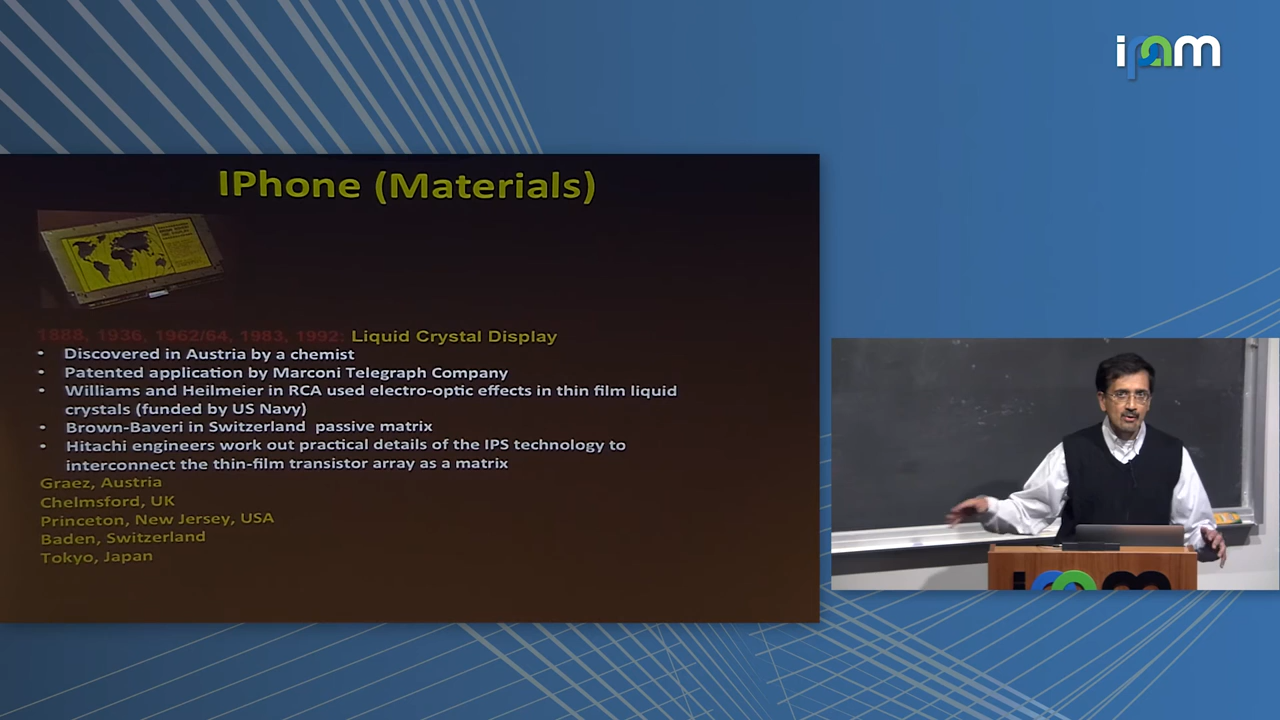 ipam
IPhone (Materials)
1888, 1936, 1962/64, 1983, 1992: Liquid Crystal Display
• Discovered in Austria by a chemist
• Patented application by Marconi Telegraph Company
• Williams and Heilmeier in RCA used electro-optic effects in thin film liquid
crystals (funded by US Navy)
• Brown-Baveri in Switzerland passive matrix
• Hitachi engineers work out practical details of the IPS technology to
interconnect the thin-film transistor array as a matrix
Graez, Austria
Chelmsford, UK
Princeton, New Jersey, USA
Baden, Switzerland
Tokyo, Japan
ipam